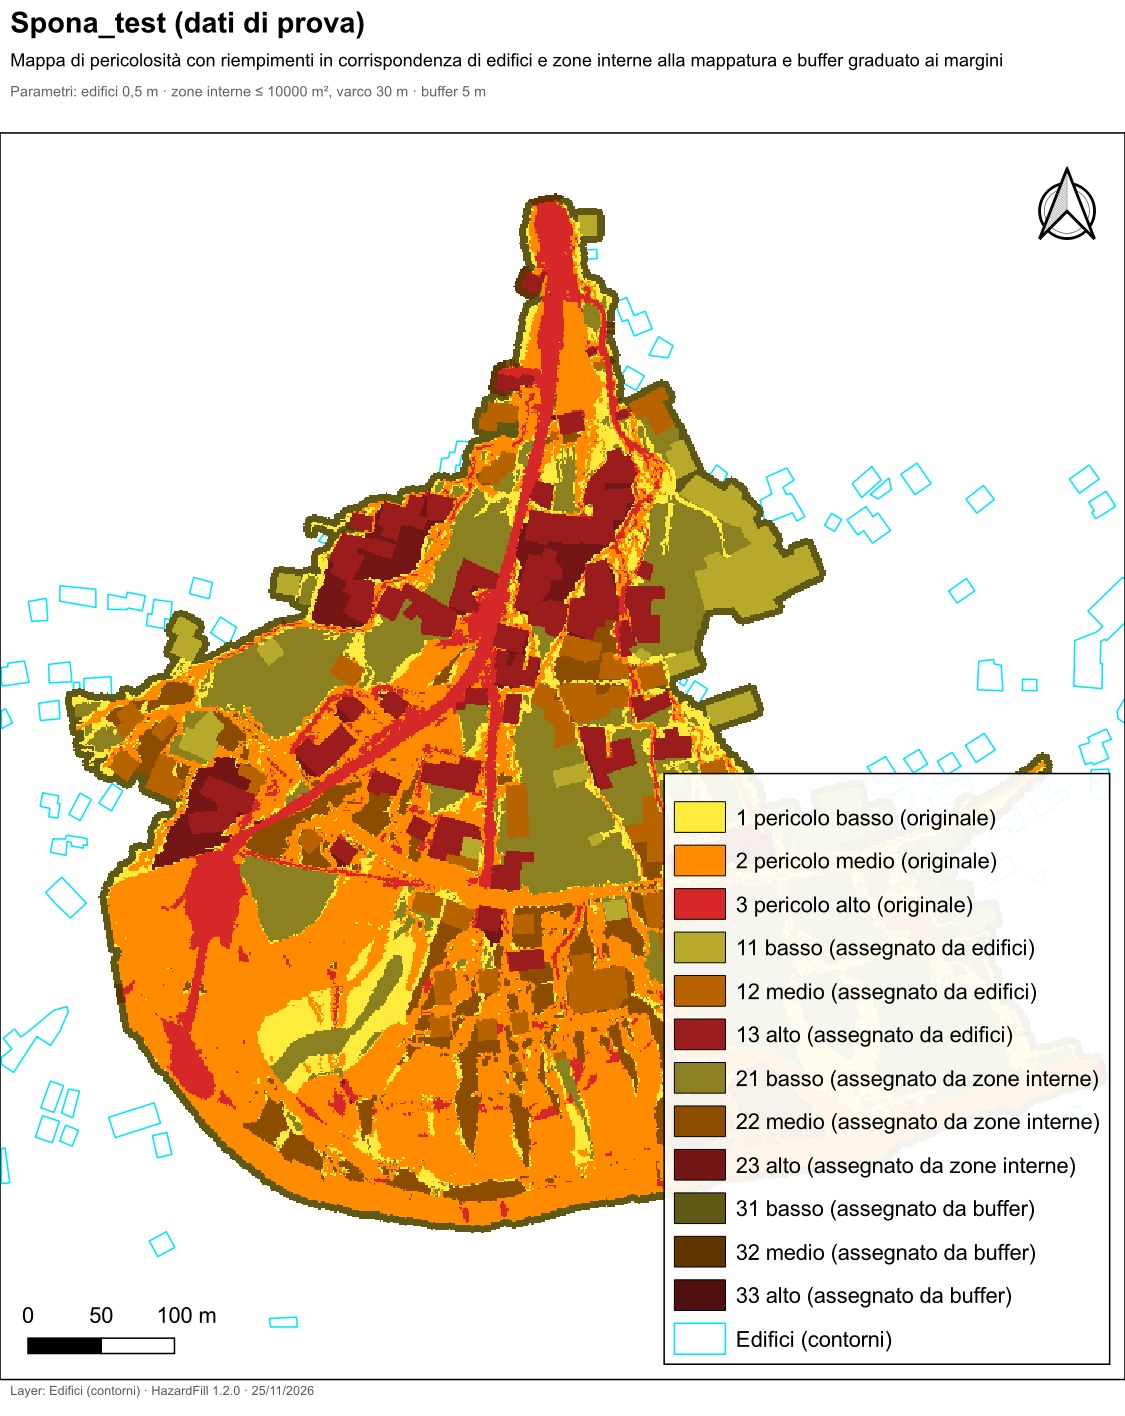 Spona_test (dati di prova)
Mappa di pericolosità con riempimenti in corrispondenza di edifici e zone interne alla mappatura e buffer graduato ai margini
Parametri: edifici 0,5 m · zone interne ≤ 10000 m², varco 30 m · buffer 5 m
1 pericolo basso (originale)
2 pericolo medio (originale)
3 pericolo alto (originale)
11 basso (assegnato da edifici)
12 medio (assegnato da edifici)
13 alto (assegnato da edifici)
21 basso (assegnato da zone interne)
22 medio (assegnato da zone interne)
23 alto (assegnato da zone interne)
31 basso (assegnato da buffer)
32 medio (assegnato da buffer)
33 alto (assegnato da buffer)
Edifici (contorni)
0 50 100 m
Layer: Edifici (contorni) · HazardFill 1.2.0 · 25/11/2026